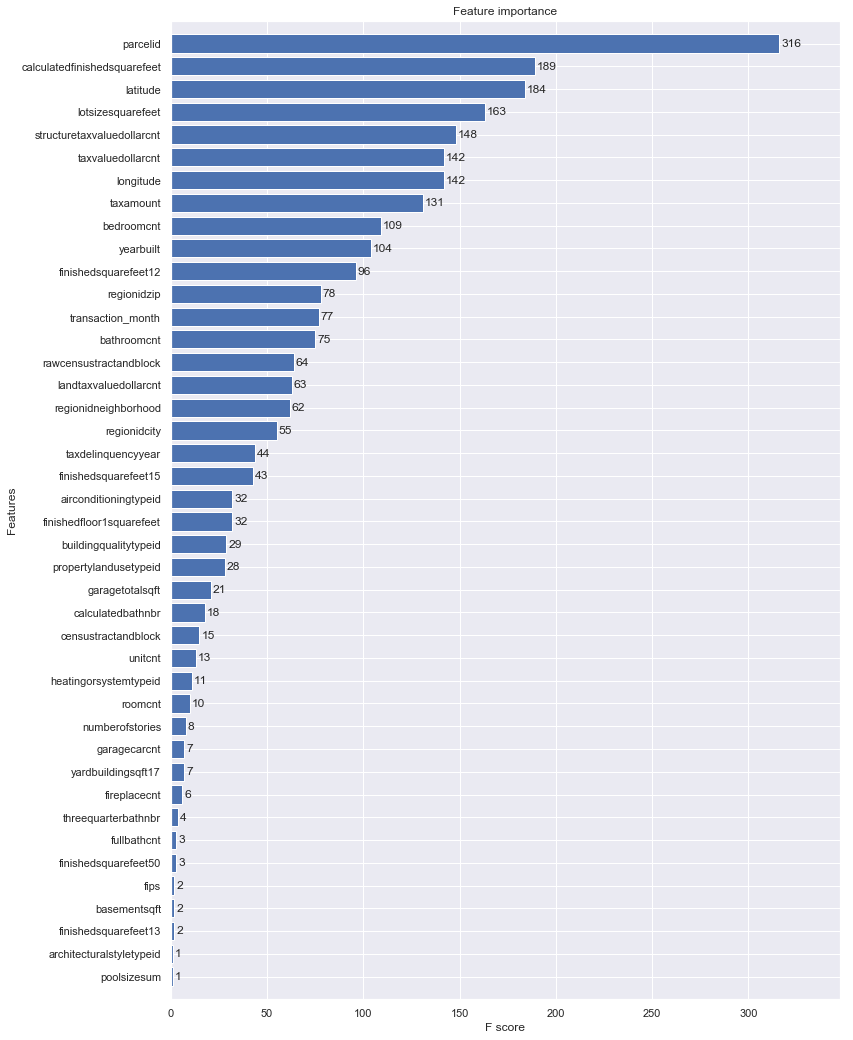 Feature importance
parcelid 316
calculatedfinishedsquarefeet 189
latitude 184
lotsizesquarefeet 163
structuretaxvaluedollarcnt 148
taxvaluedollarcnt 142
longitude 142
taxamount 131
bedroomcnt 109
yearbuilt 104
finishedsquarefeet12 96
regionidzip 78
transaction_month 77
bathroomcnt 75
rawcensustractandblock 64
landtaxvaluedollarcnt 63
regionidneighborhood 62
regionidcity 55
taxdelinquencyyear 44
finishedsquarefeet15 43
airconditioningtypeid 32
finishedfloor1squarefeet 32
buildingqualitytypeid 29
propertylandusetypeid 28
garagetotalsqft 21
calculatedbathnbr 18
censustractandblock 15
unitcnt 13
heatingorsystemtypeid 11
roomcnt 10
numberofstories 8
garagecarcnt 7
yardbuildingsqft17 7
fireplacecnt 6
threequarterbathnbr 4
fullbathcnt 3
finishedsquarefeet50 3
fips 2
basementsqft 2
finishedsquarefeet13 2
architecturalstyletypeid 1
poolsizesum 1
Features
0 50 100 150 200 250 300
F score